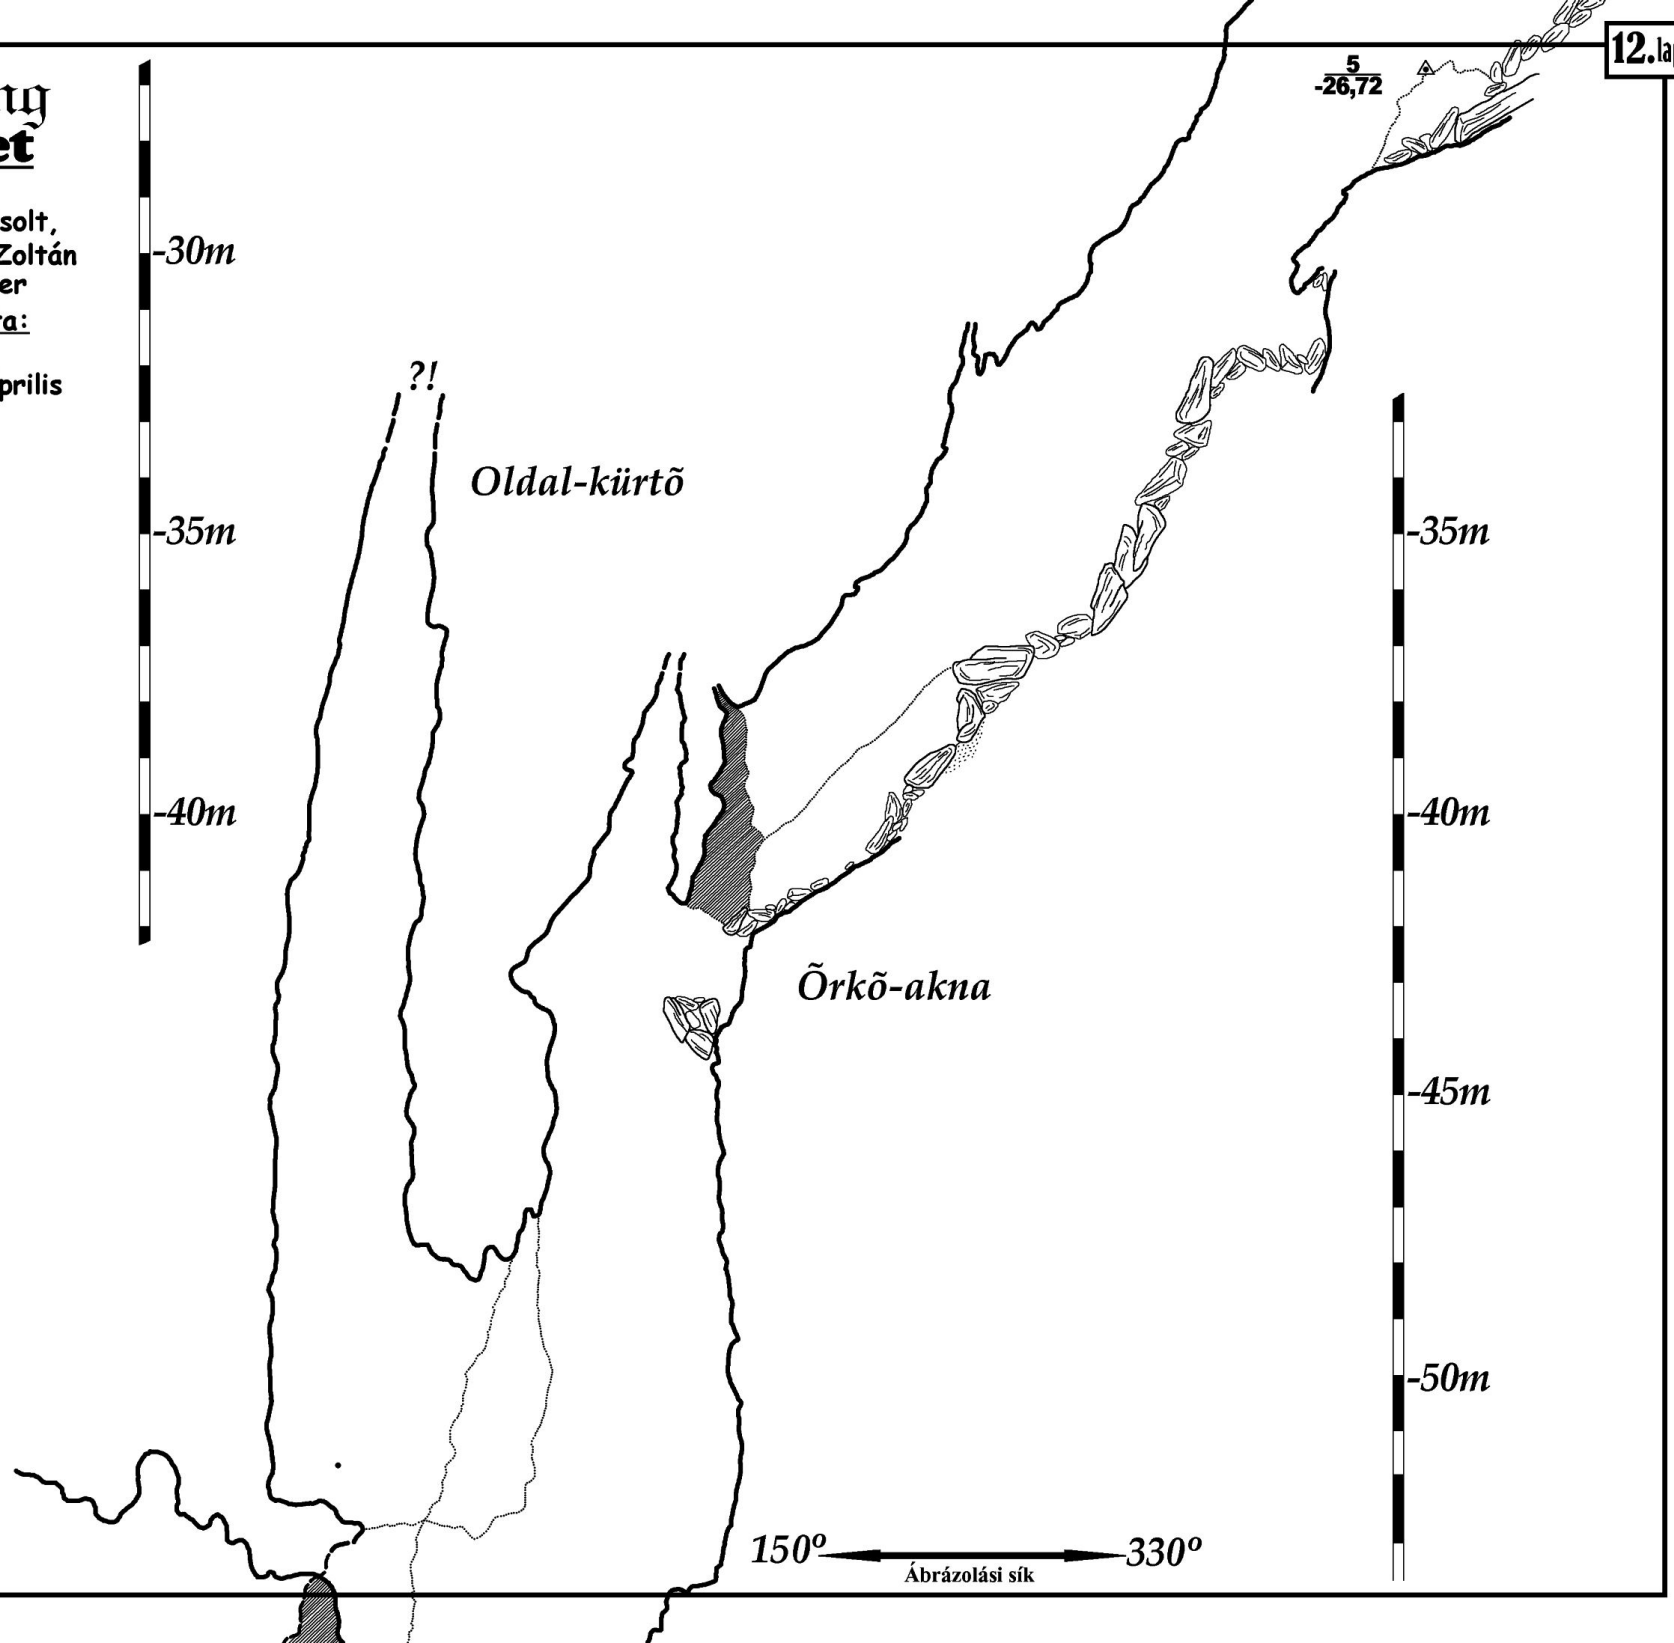 12.
5
-26,72
et
solt,
Zoltán
er
a:
prilis
-30m
-35m
-40m
?!
Oldal-kürtõ
Õrkõ-akna
-35m
-40m
-45m
-50m
150º
330º
Ábrázolási sík